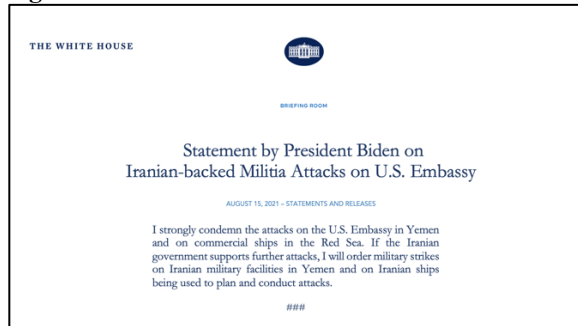 THE WHITE HOUSE
BRIEFING ROOM
Statement by President Biden on
Iranian-backed Militia Attacks on U.S. Embassy
AUGUST 15, 2021 – STATEMENTS AND RELEASES
I strongly condemn the attacks on the U.S. Embassy in Yemen
and on commercial ships in the Red Sea. If the Iranian
government supports further attacks, I will order military strikes
on Iranian military facilities in Yemen and on Iranian ships
being used to plan and conduct attacks.
###